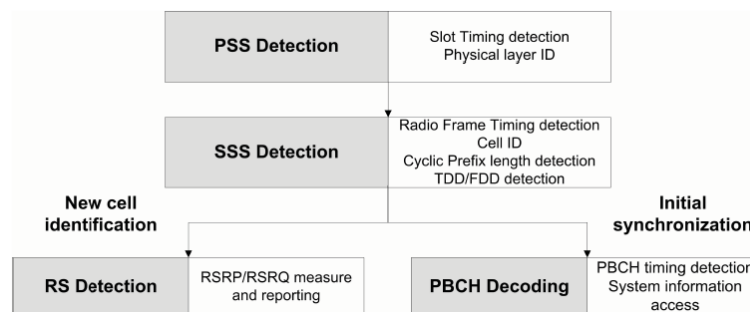 PSS Detection
Slot Timing detection
Physical layer ID
SSS Detection
Radio Frame Timing detection
Cell ID
Cyclic Prefix length detection
TDD/FDD detection
New cell
identification
Initial
synchronization
RS Detection
RSRP/RSRQ measure
and reporting
PBCH Decoding
PBCH timing detection
System information
access